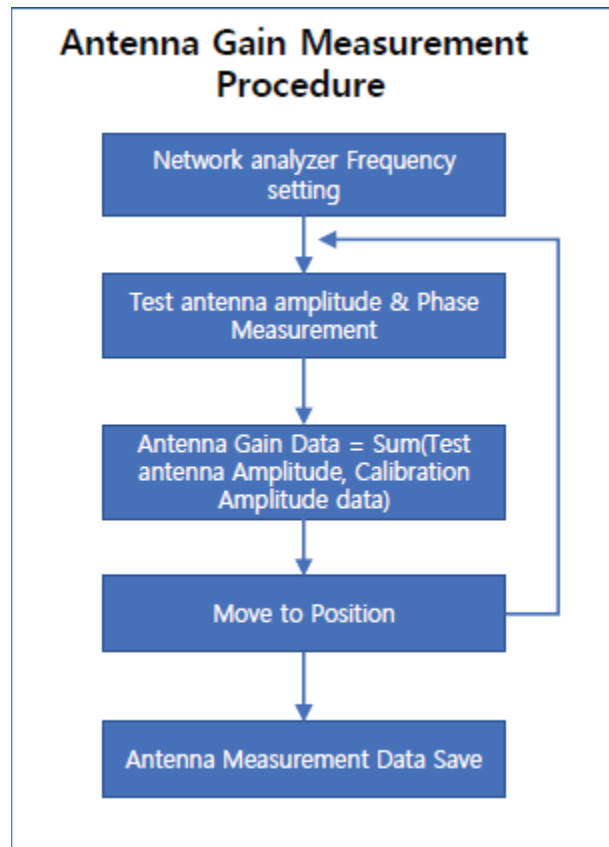 Antenna Gain Measurement
Procedure
Network analyzer Frequency
setting
Test antenna amplitude & Phase
Measurement
Antenna Gain Data = Sum(Test
antenna Amplitude, Calibration
Amplitude data)
Move to Position
Antenna Measurement Data Save